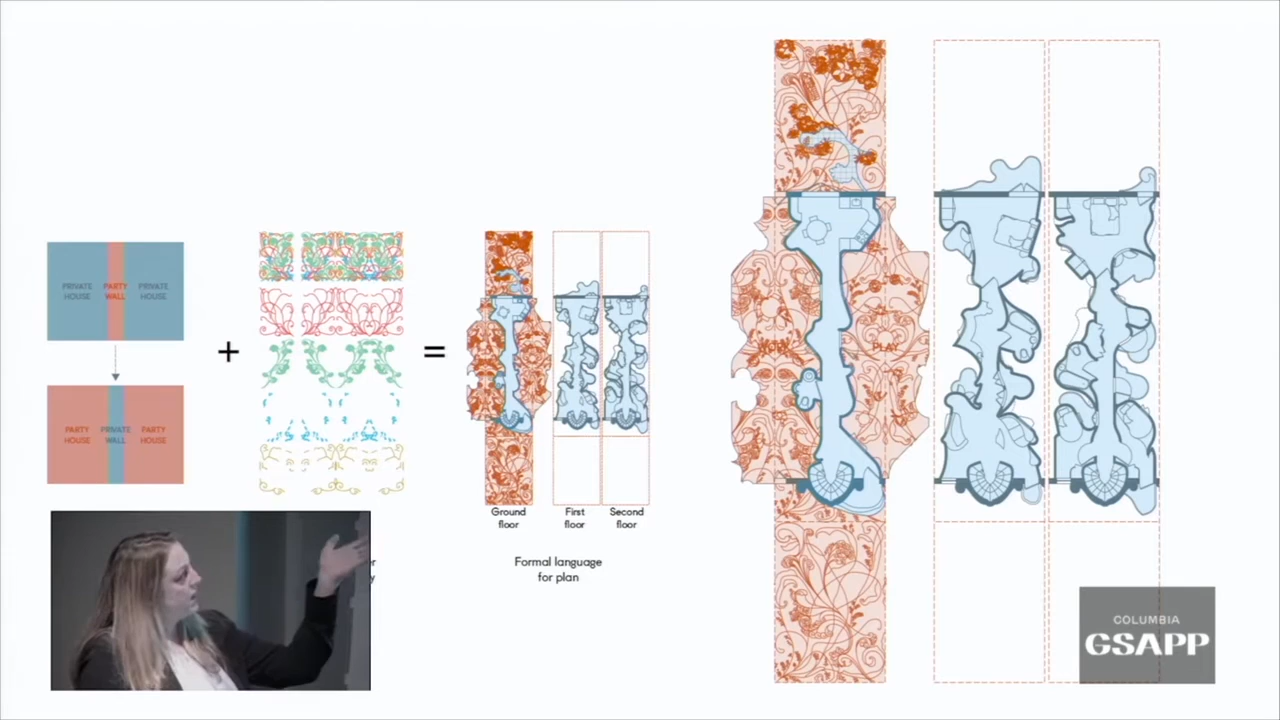 PRIVATE
HOUSE
PARTY
WALL
PRIVATE
HOUSE
PARTY
HOUSE
PRIVATE
WALL
PARTY
HOUSE
+
=
Ground
floor
First
floor
Second
floor
Formal language
for plan
WORK
PLAY
COLUMBIA
GSAPP